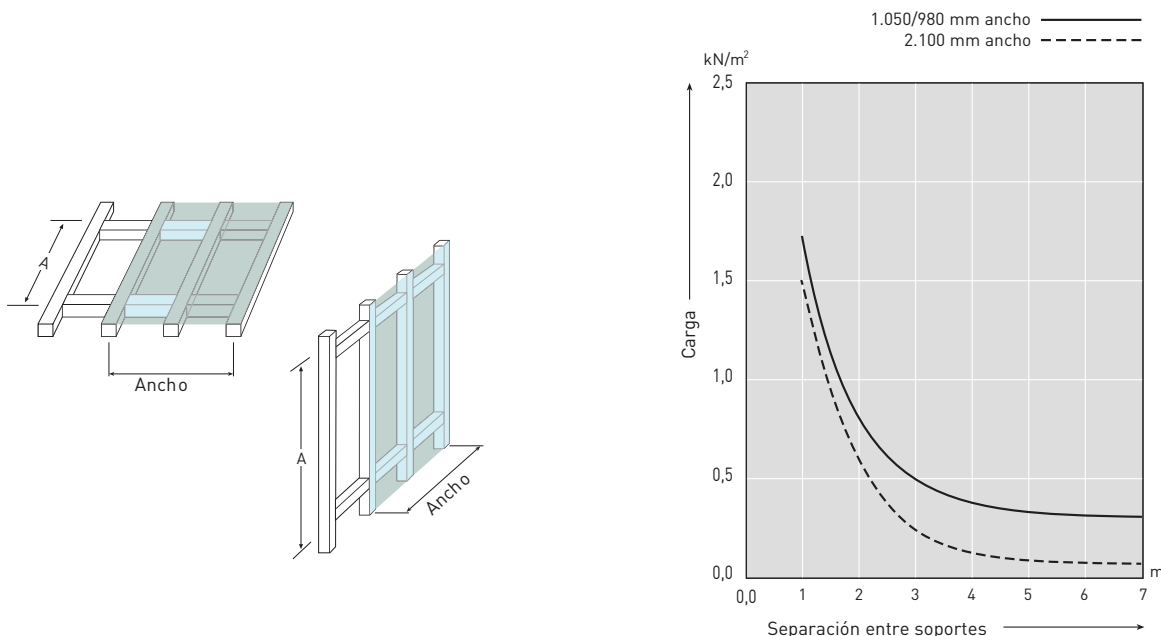 1.050/980 mm ancho
2.100 mm ancho
kN/m²
2,5
2,0
1,5
1,0
0,5
0,0
Carga
0,0 1 2 3 4 5 6 7
m
Separación entre soportes
A
Ancho
A
Ancho